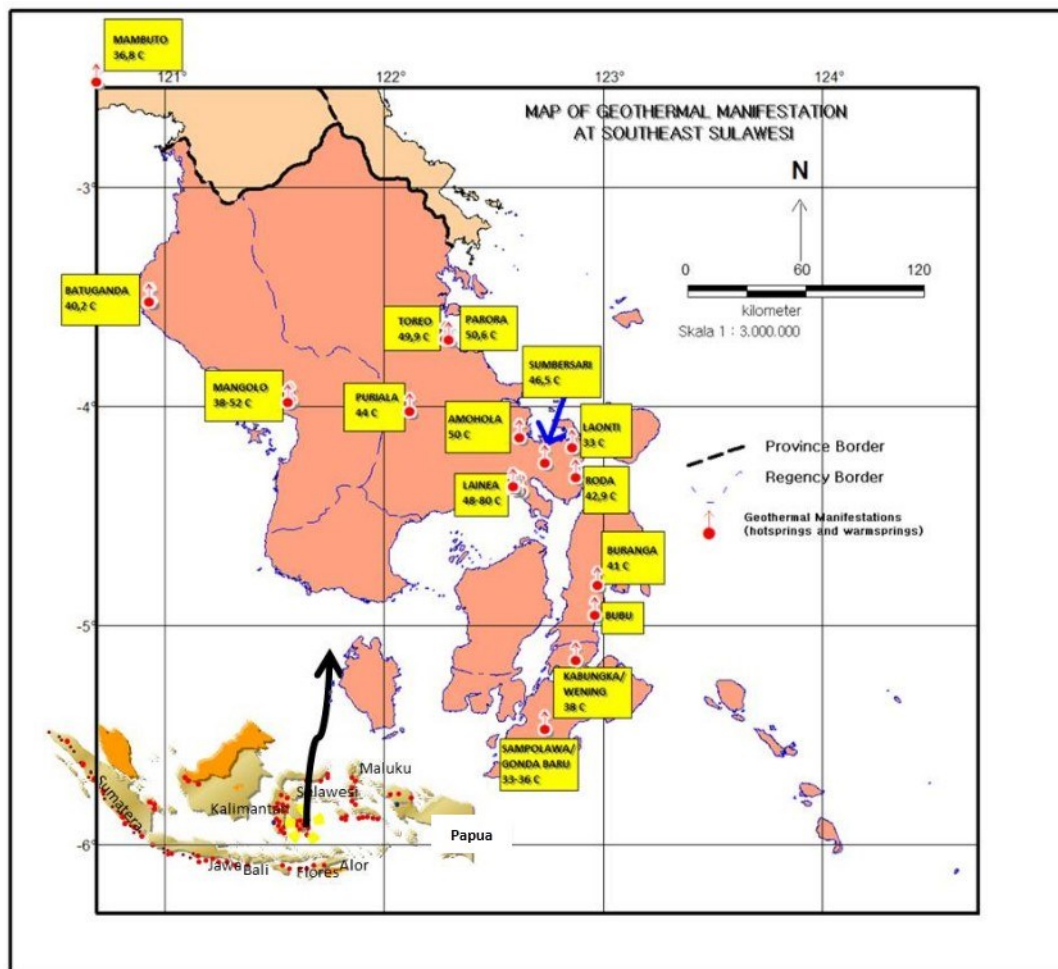 MAMBUTO
36,8 C
121°
122°
123°
124°
MAP OF GEOTHERMAL MANIFESTATION
AT SOUTHEAST SULAWESI
N
-3°
0
60
120
kilometer
Skala 1 : 3.000.000
BATUGANDA
40,2 C
TOREO
49,9 C
PARORA
50,6 C
SUMBERSARI
46,5 C
MANGOLO
38-52 C
PURIALA
44 C
-4°
AMOHOLA
50 C
LAONTI
33 C
Province Border
Regency Border
LAINEA
48-80 C
RODA
42,9 C
Geothermal Manifestations
(hotsprings and warmsprings)
BURANGA
41 C
BUBU
-5°
KABUNGKA/
WENING
38 C
SAMPOLAWA/
GONDA BARU
33-36 C
Maluku
Sulawesi
Sumatera
Kalimantan
Papua
-6°
Jawa
Bali
Flores
Alor